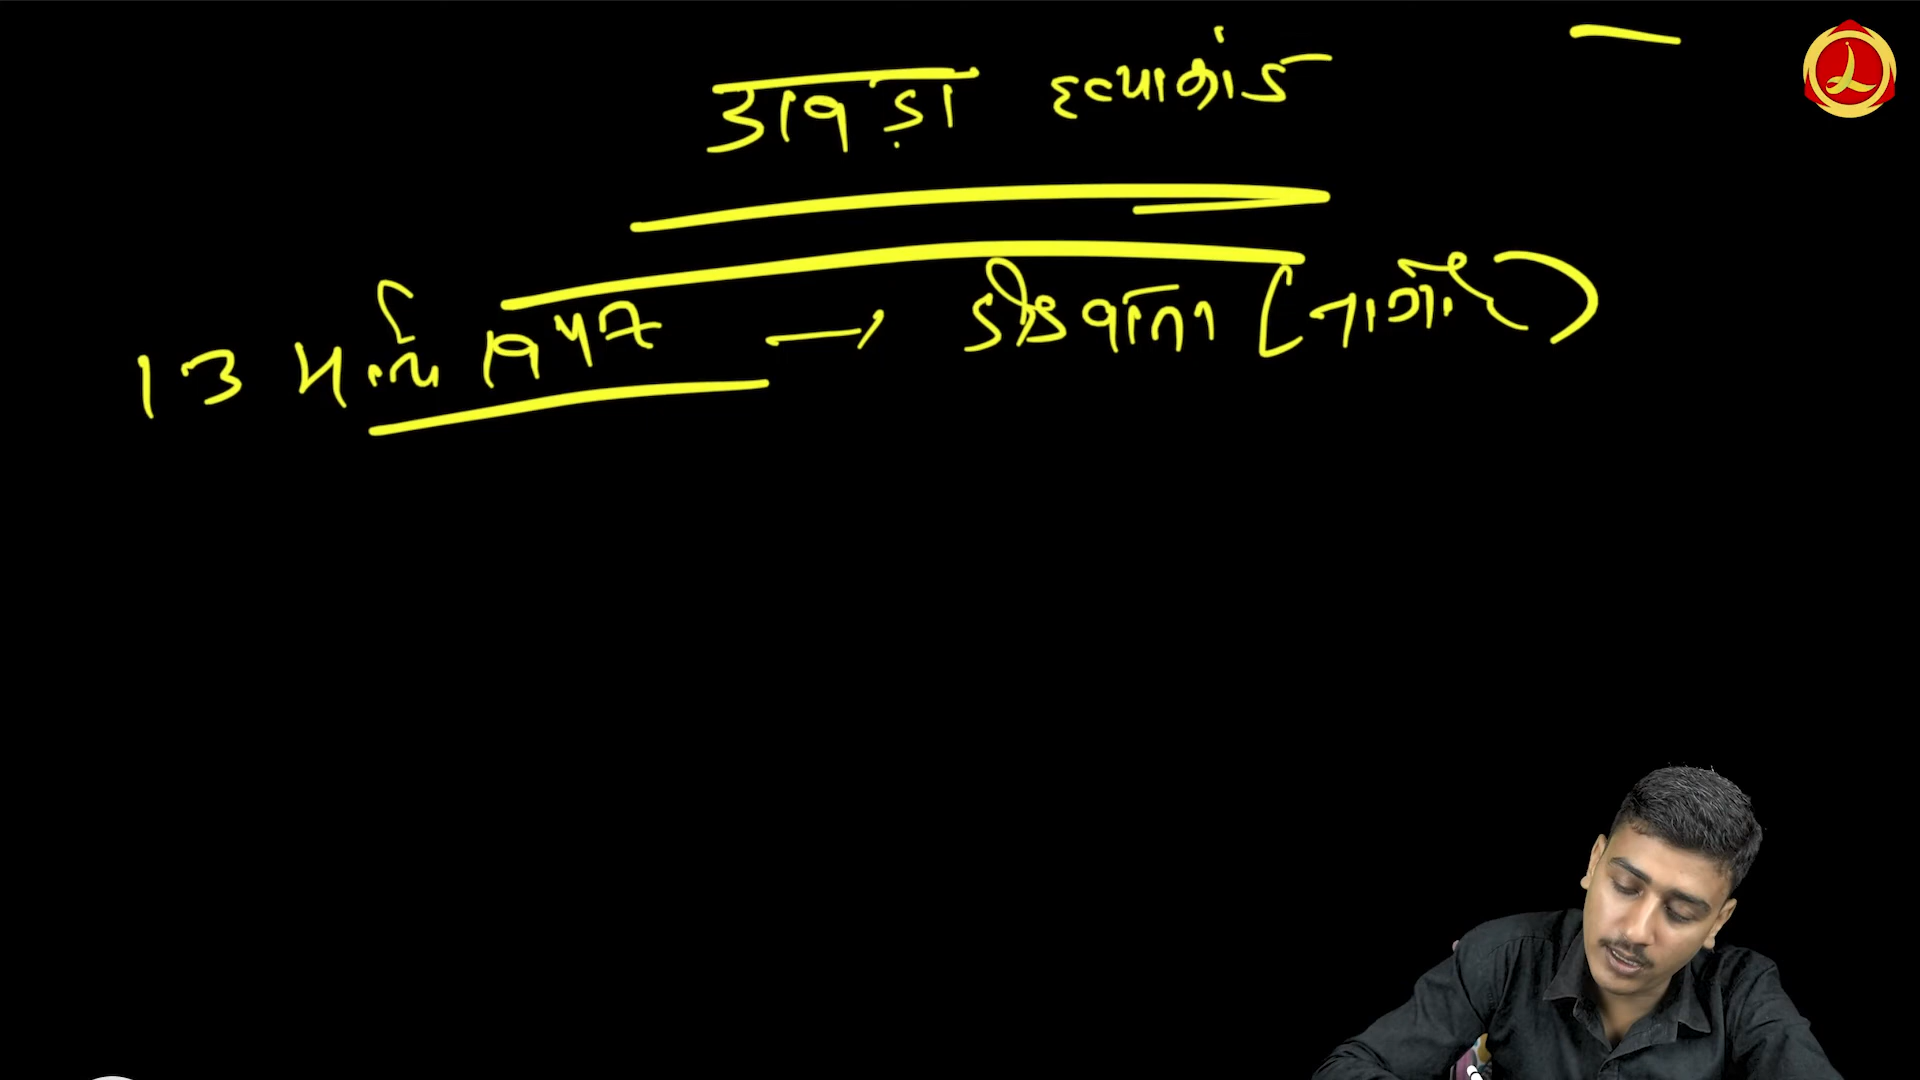 डाबड़ा हत्याकांड
13 मार्च 1947 → डीडवाना (नागौर)